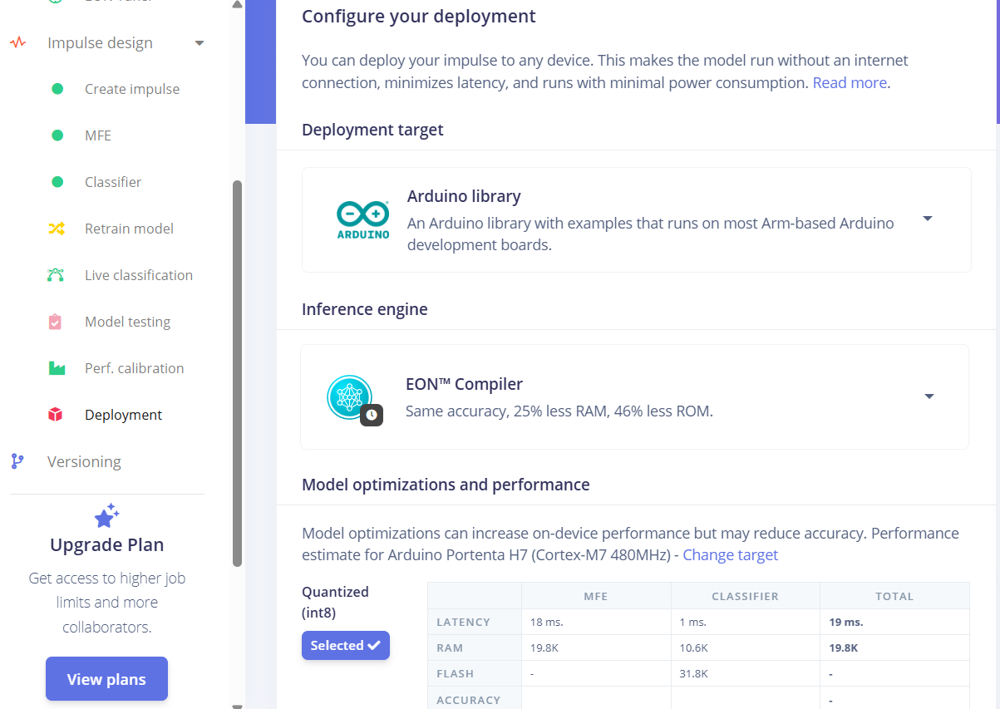 Impulse design
Create impulse
MFE
Classifier
Retrain model
Live classification
Model testing
Perf. calibration
Deployment
Versioning
Upgrade Plan
Get access to higher job
limits and more
collaborators.
View plans
Configure your deployment
You can deploy your impulse to any device. This makes the model run without an internet
connection, minimizes latency, and runs with minimal power consumption. Read more.
Deployment target
ARDUINO
Arduino library
An Arduino library with examples that runs on most Arm-based Arduino
development boards.
Inference engine
EON™ Compiler
Same accuracy, 25% less RAM, 46% less ROM.
Model optimizations and performance
Model optimizations can increase on-device performance but may reduce accuracy. Performance
estimate for Arduino Portenta H7 (Cortex-M7 480MHz) - Change target
Quantized
(int8)
Selected
MFE CLASSIFIER TOTAL
LATENCY 18 ms. 1 ms. 19 ms.
RAM 19.8K 10.6K 19.8K
FLASH - 31.8K -
ACCURACY -